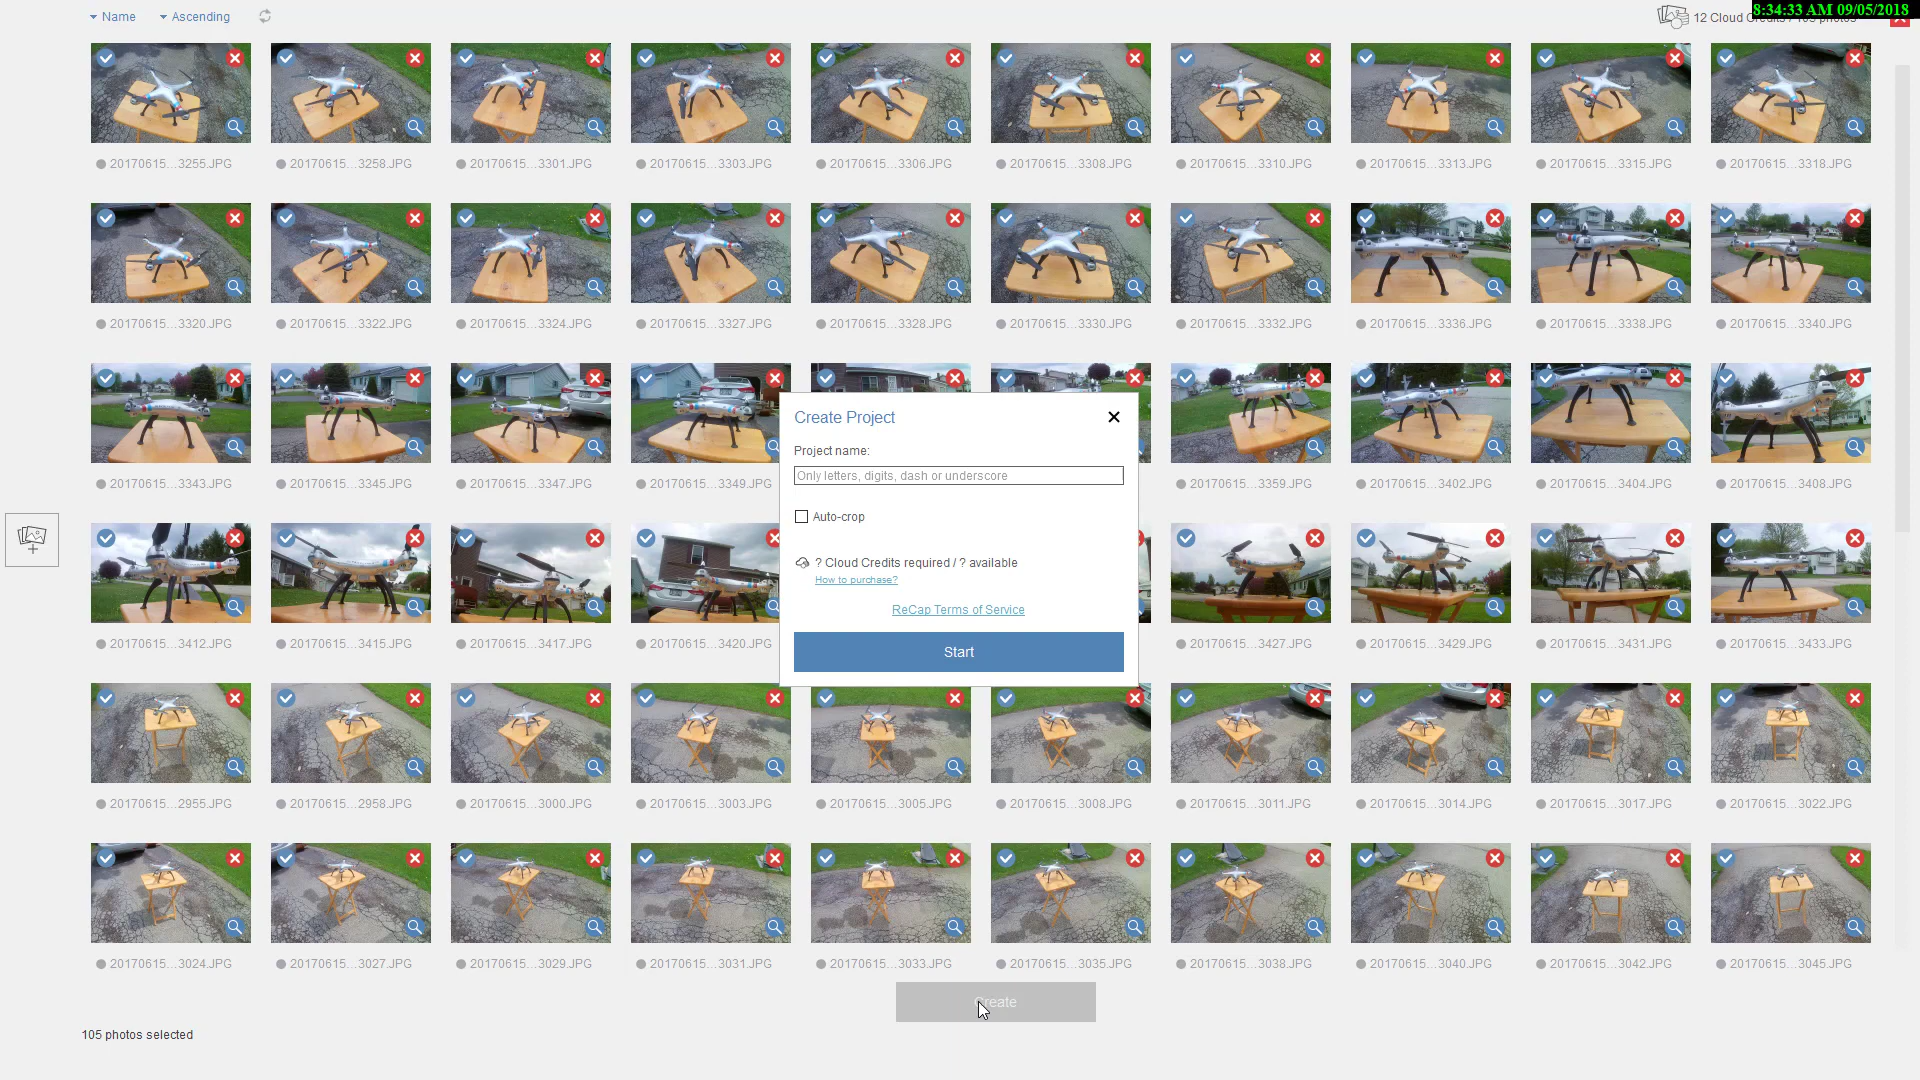 Name Ascending
12 Cloud
8:34:33 AM 09/05/2018
20170615...3255.JPG 20170615...3258.JPG 20170615...3301.JPG 20170615...3303.JPG 20170615...3306.JPG 20170615...3308.JPG 20170615...3310.JPG 20170615...3313.JPG 20170615...3315.JPG 20170615...3318.JPG
20170615...3320.JPG 20170615...3322.JPG 20170615...3324.JPG 20170615...3327.JPG 20170615...3328.JPG 20170615...3330.JPG 20170615...3332.JPG 20170615...3336.JPG 20170615...3338.JPG 20170615...3340.JPG
20170615...3343.JPG 20170615...3345.JPG 20170615...3347.JPG 20170615...3349.JPG 20170615...3359.JPG 20170615...3402.JPG 20170615...3404.JPG 20170615...3408.JPG
Create Project
Project name:
Only letters, digits, dash or underscore
Auto-crop
? Cloud Credits required / ? available
How to purchase?
ReCap Terms of Service
Start
20170615...3412.JPG 20170615...3415.JPG 20170615...3417.JPG 20170615...3420.JPG 20170615...3427.JPG 20170615...3429.JPG 20170615...3431.JPG 20170615...3433.JPG
20170615...2955.JPG 20170615...2958.JPG 20170615...3000.JPG 20170615...3003.JPG 20170615...3005.JPG 20170615...3008.JPG 20170615...3011.JPG 20170615...3014.JPG 20170615...3017.JPG 20170615...3022.JPG
20170615...3024.JPG 20170615...3027.JPG 20170615...3029.JPG 20170615...3031.JPG 20170615...3033.JPG 20170615...3035.JPG 20170615...3038.JPG 20170615...3040.JPG 20170615...3042.JPG 20170615...3045.JPG
Create
105 photos selected